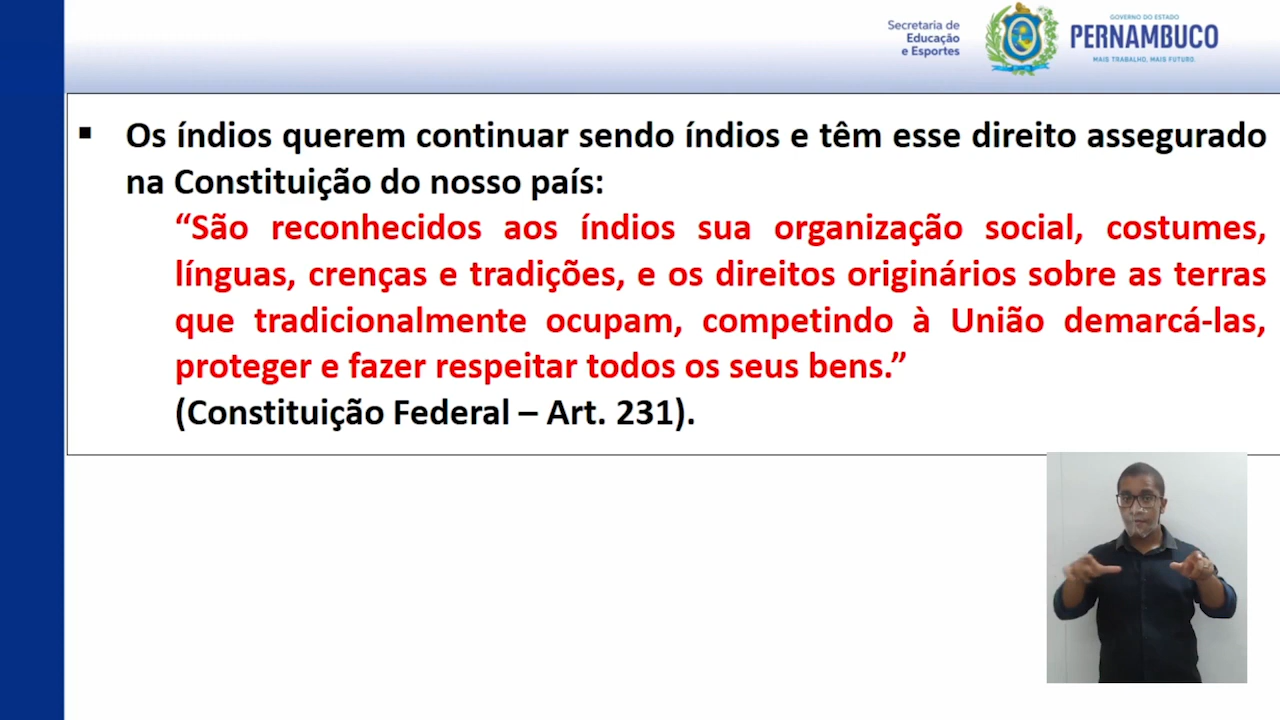 Secretaria de
Educação
e Esportes
GOVERNO DO ESTADO
PERNAMBUCO
MAIS TRABALHO, MAIS FUTURO.
▪ Os índios querem continuar sendo índios e têm esse direito assegurado
na Constituição do nosso país:
“São reconhecidos aos índios sua organização social, costumes,
línguas, crenças e tradições, e os direitos originários sobre as terras
que tradicionalmente ocupam, competindo à União demarcá-las,
proteger e fazer respeitar todos os seus bens.”
(Constituição Federal – Art. 231).